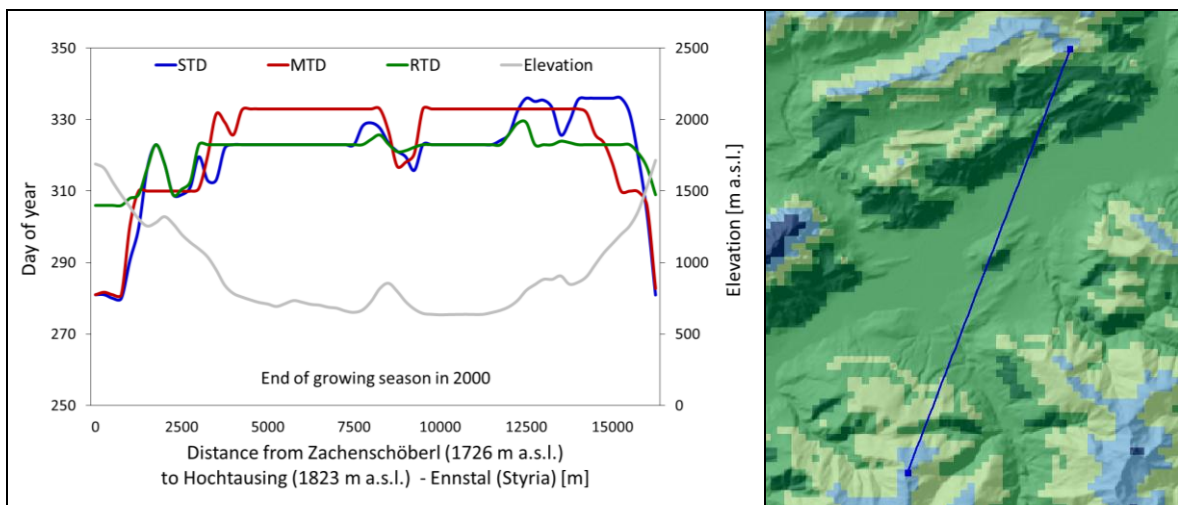 350
2500
STD MTD RTD Elevation
330
2000
310
1500
290
1000
270
500
End of growing season in 2000
250
0
Day of year
Elevation [m a.s.l.]
0 2500 5000 7500 10000 12500 15000
Distance from Zachenschöberl (1726 m a.s.l.)
to Hochtausing (1823 m a.s.l.) - Ennstal (Styria) [m]